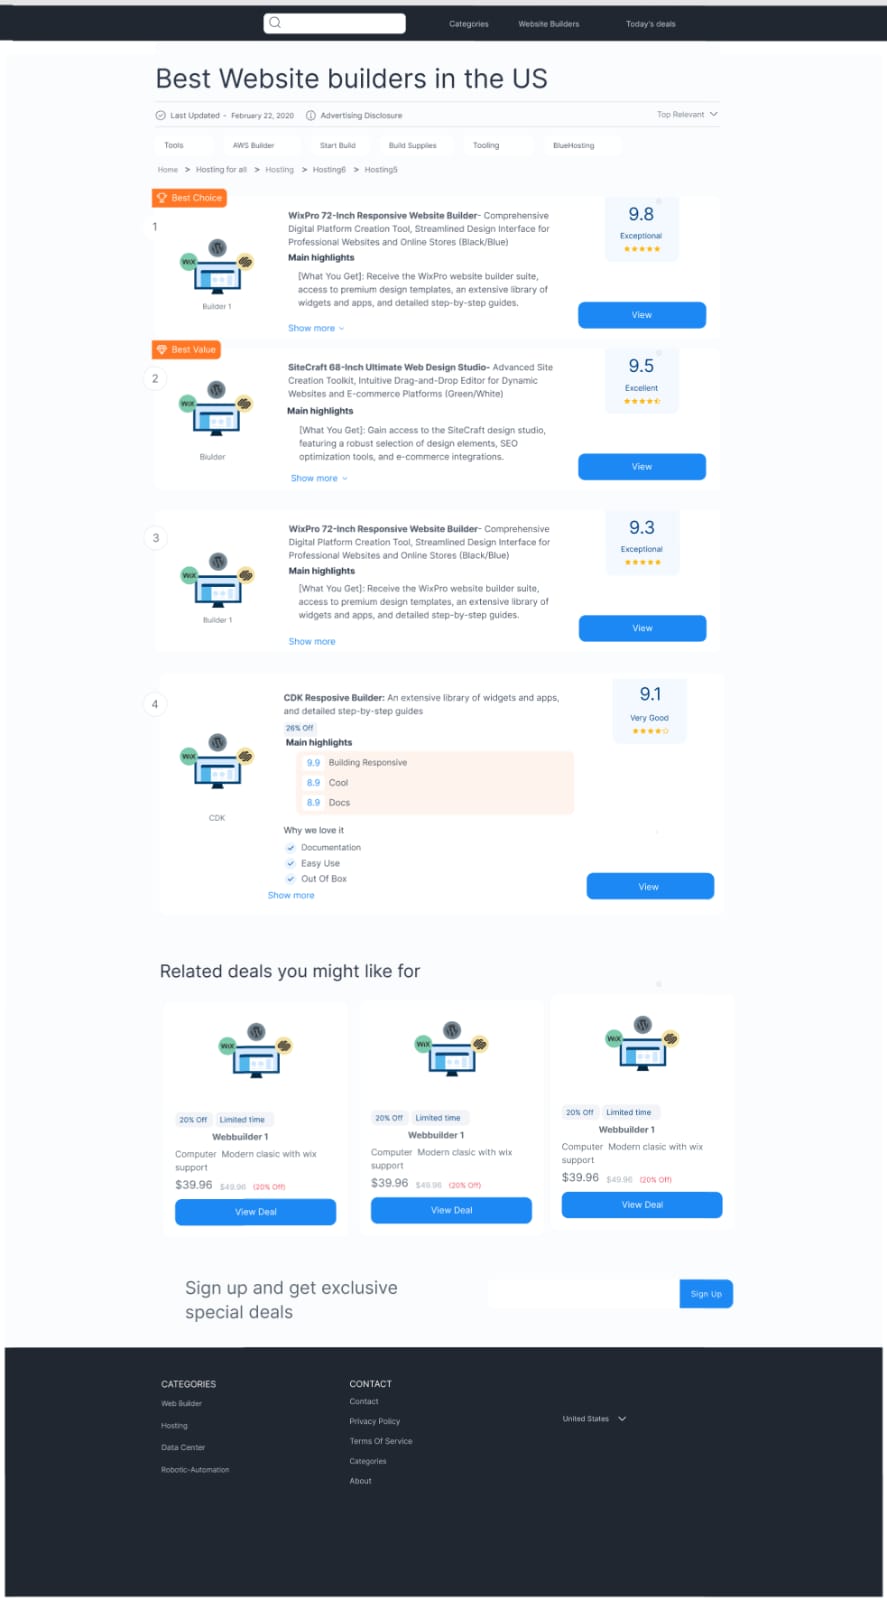 Categories Website Builders Today's deals
Best Website builders in the US
Last Updated - February 22, 2020 Advertising Disclosure Top Relevant
Tools AWS Builder Start Build Build Supplies Tooling BlueHosting
Home > Hosting for all > Hosting > Hosting6 > Hosting5
Best Choice
1
WiX
Builder 1
WixPro 72-Inch Responsive Website Builder- Comprehensive
Digital Platform Creation Tool, Streamlined Design Interface for
Professional Websites and Online Stores (Black/Blue)
Main highlights
[What You Get]: Receive the WixPro website builder suite,
access to premium design templates, an extensive library of
widgets and apps, and detailed step-by-step guides.
Show more
9.8
Exceptional
View
Best Value
2
WiX
Biulder
SiteCraft 68-Inch Ultimate Web Design Studio- Advanced Site
Creation Toolkit, Intuitive Drag-and-Drop Editor for Dynamic
Websites and E-commerce Platforms (Green/White)
Main highlights
[What You Get]: Gain access to the SiteCraft design studio,
featuring a robust selection of design elements, SEO
optimization tools, and e-commerce integrations.
Show more
9.5
Excellent
View
3
WiX
Builder 1
WixPro 72-Inch Responsive Website Builder- Comprehensive
Digital Platform Creation Tool, Streamlined Design Interface for
Professional Websites and Online Stores (Black/Blue)
Main highlights
[What You Get]: Receive the WixPro website builder suite,
access to premium design templates, an extensive library of
widgets and apps, and detailed step-by-step guides.
Show more
9.3
Exceptional
View
4
WiX
CDK
CDK Resposive Builder: An extensive library of widgets and apps,
and detailed step-by-step guides
26% Off
Main highlights
9.9 Building Responsive
8.9 Cool
8.9 Docs
Why we love it
Documentation
Easy Use
Out Of Box
Show more
9.1
Very Good
View
Related deals you might like for
WiX
20% Off Limited time
Webbuilder 1
Computer Modern clasic with wix
support
$39.96 $49.96 (20% Off)
View Deal
WiX
20% Off Limited time
Webbuilder 1
Computer Modern clasic with wix
support
$39.96 $49.96 (20% Off)
View Deal
WiX
20% Off Limited time
Webbuilder 1
Computer Modern clasic with wix
support
$39.96 $49.96 (20% Off)
View Deal
Sign up and get exclusive
special deals
Sign Up
CATEGORIES
Web Builder
Hosting
Data Center
Robotic-Automation
CONTACT
Contact
Privacy Policy
Terms Of Service
Categories
About
United States